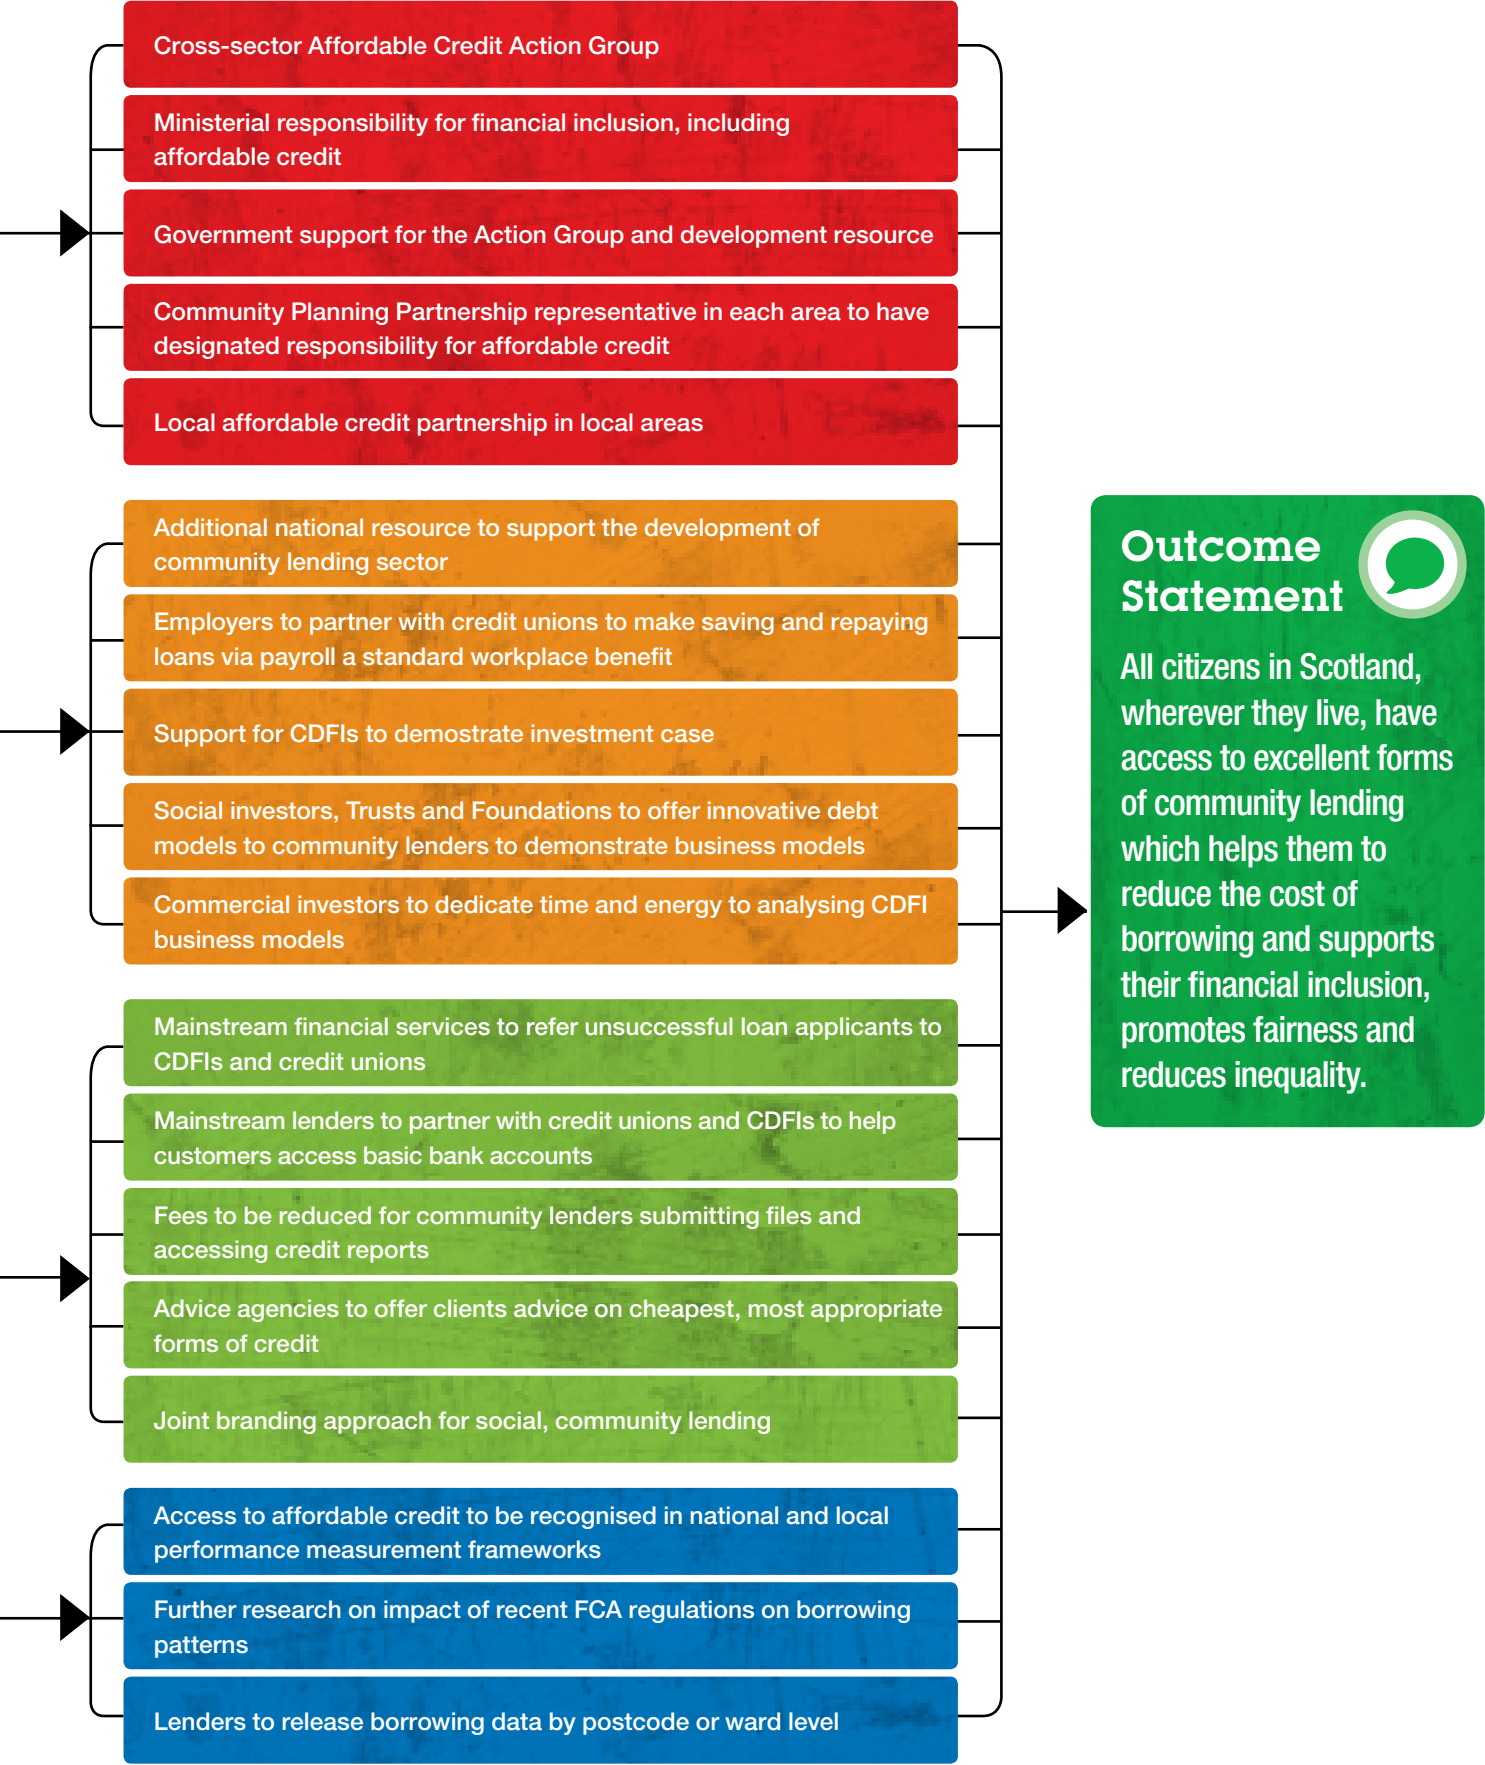 Cross-sector Affordable Credit Action Group
Ministerial responsibility for financial inclusion, including
affordable credit
Government support for the Action Group and development resource
Community Planning Partnership representative in each area to have
designated responsibility for affordable credit
Local affordable credit partnership in local areas
Additional national resource to support the development of
community lending sector
Employers to partner with credit unions to make saving and repaying
loans via payroll a standard workplace benefit
Support for CDFIs to demostrate investment case
Social investors, Trusts and Foundations to offer innovative debt
models to community lenders to demonstrate business models
Commercial investors to dedicate time and energy to analysing CDFI
business models
Mainstream financial services to refer unsuccessful loan applicants to
CDFIs and credit unions
Mainstream lenders to partner with credit unions and CDFIs to help
customers access basic bank accounts
Fees to be reduced for community lenders submitting files and
accessing credit reports
Advice agencies to offer clients advice on cheapest, most appropriate
forms of credit
Joint branding approach for social, community lending
Access to affordable credit to be recognised in national and local
performance measurement frameworks
Further research on impact of recent FCA regulations on borrowing
patterns
Lenders to release borrowing data by postcode or ward level
Outcome
Statement
All citizens in Scotland,
wherever they live, have
access to excellent forms
of community lending
which helps them to
reduce the cost of
borrowing and supports
their financial inclusion,
promotes fairness and
reduces inequality.